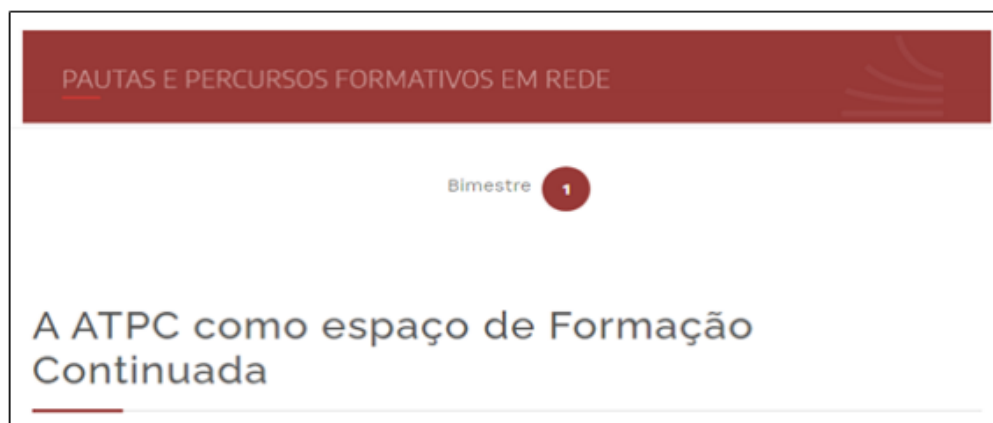 PAUTAS E PERCURSOS FORMATIVOS EM REDE
Bimestre 1
A ATPC como espaço de Formação
Continuada